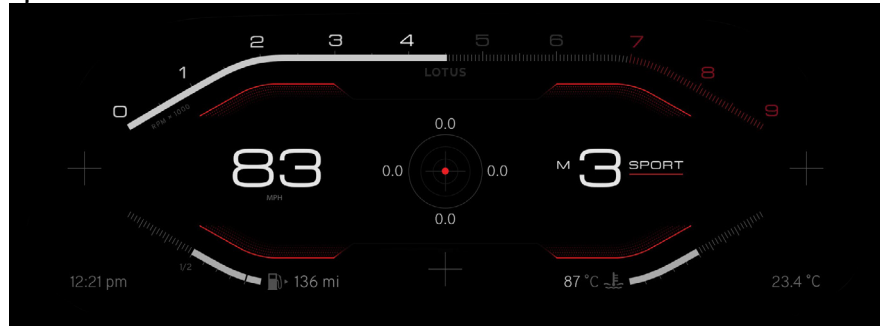 0 1 2 3 4 5 6 7 8 9
RPM × 1000
LOTUS
0.0
83
MPH
0.0 0.0
M 3 SPORT
0.0
1/2
12:21 pm
136 mi
87 °C
23.4 °C